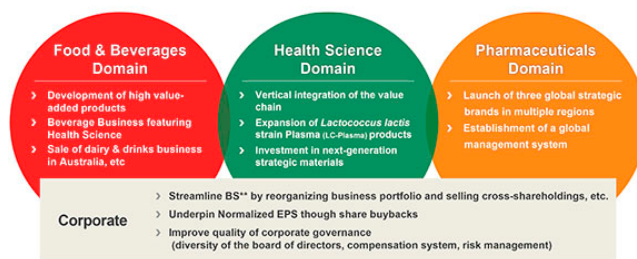 Food & Beverages
Domain
› Development of high value-
added products
› Beverage Business featuring
Health Science
› Sale of dairy & drinks business
in Australia, etc
Health Science
Domain
› Vertical integration of the value
chain
› Expansion of Lactococcus lactis
strain Plasma (LC-Plasma) products
› Investment in next-generation
strategic materials
Pharmaceuticals
Domain
› Launch of three global strategic
brands in multiple regions
› Establishment of a global
management system
Corporate
› Streamline BS** by reorganizing business portfolio and selling cross-shareholdings, etc.
› Underpin Normalized EPS though share buybacks
› Improve quality of corporate governance
(diversity of the board of directors, compensation system, risk management)